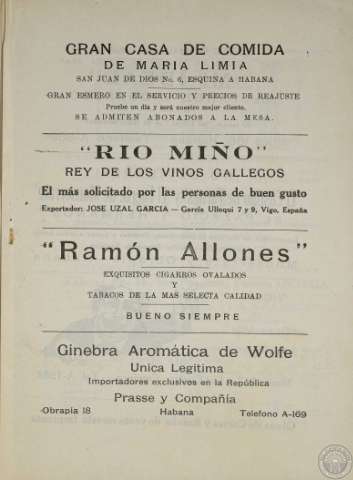 GRAN CASA DE COMIDA
DE MARIA LIMIA
SAN JUAN DE DIOS No. 6, ESQUINA A HABANA
GRAN ESMERO EN EL SERVICIO Y PRECIOS DE REAJUSTE
Pruebe un día y será nuestro mejor cliente.
SE ADMITEN ABONADOS A LA MESA.
"RIO MIÑO"
REY DE LOS VINOS GALLEGOS
El más solicitado por las personas de buen gusto
Exportador: JOSE UZAL GARCIA — García Ulloqui 7 y 9, Vigo, España
"Ramón Allones"
EXQUISITOS CIGARROS OVALADOS
Y
TABACOS DE LA MAS SELECTA CALIDAD
BUENO SIEMPRE
Ginebra Aromática de Wolfe
Unica Legitima
Importadores exclusivos en la República
Prasse y Compañía
Obrapia 18 Habana Telefono A-169